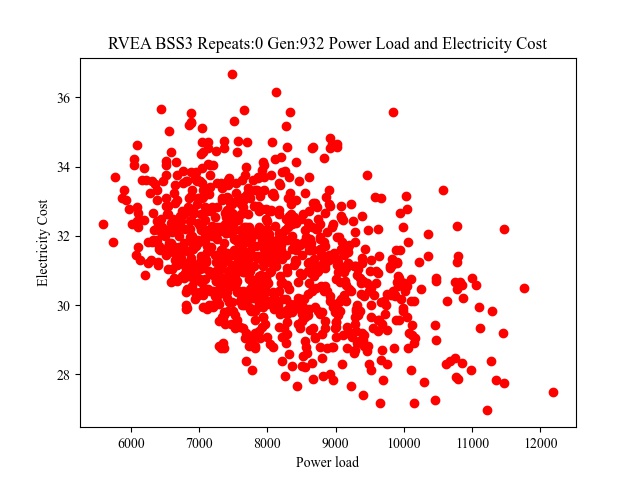 RVEA BSS3 Repeats:0 Gen:932 Power Load and Electricity Cost
36
34
32
30
28
Electricity Cost
6000 7000 8000 9000 10000 11000 12000
Power load